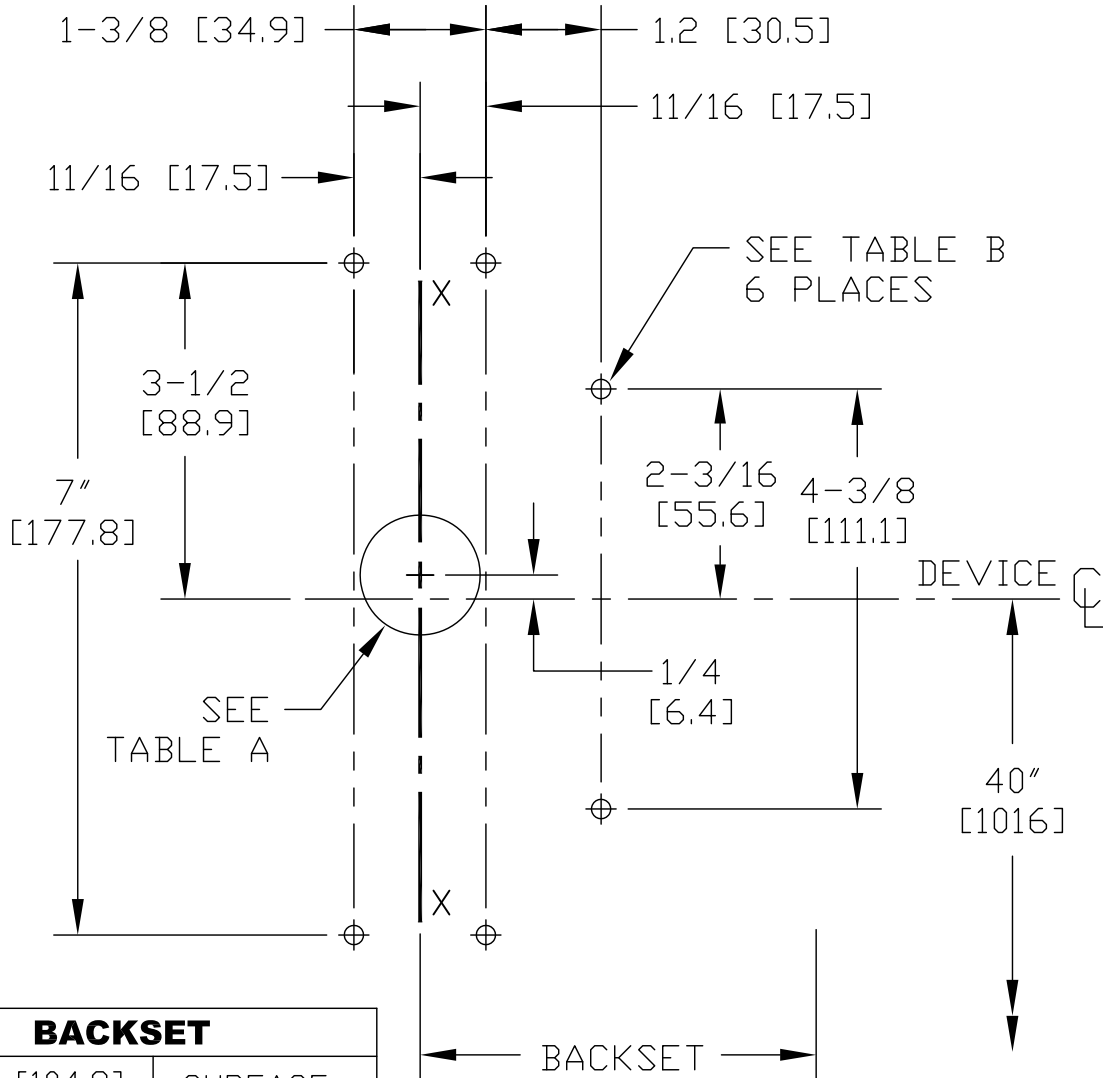 1-3/8 [34.9]
1.2 [30.5]
11/16 [17.5]
11/16 [17.5]
SEE TABLE B
6 PLACES
X
3-1/2
[88.9]
2-3/16
[55.6]
4-3/8
[111.1]
7"
[177.8]
DEVICE CL
1/4
[6.4]
SEE
TABLE A
40"
[1016]
X
BACKSET
BACKSET